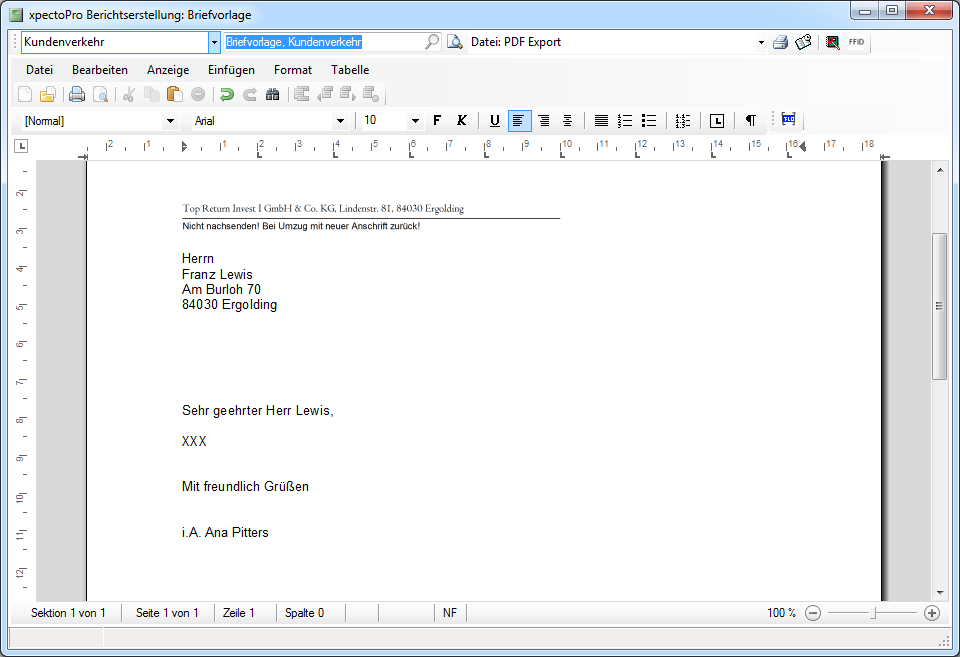 xpectoPro Berichtserstellung: Briefvorlage
Kundenverkehr Briefvorlage, Kundenverkehr Datei: PDF Export FFID
Datei Bearbeiten Anzeige Einfügen Format Tabelle
[Normal] Arial 10 F K U L ¶
L 2 1 1 2 3 4 5 6 7 8 9 10 11 12 13 14 15 16 17 18
2
3
4
5
6
7
8
9
10
11
12
Top Return Invest I GmbH & Co. KG, Lindenstr. 81, 84030 Ergolding
Nicht nachsenden! Bei Umzug mit neuer Anschrift zurück!
Herrn
Franz Lewis
Am Burloh 70
84030 Ergolding
Sehr geehrter Herr Lewis,
XXX
Mit freundlich Grüßen
i.A. Ana Pitters
Sektion 1 von 1 Seite 1 von 1 Zeile 1 Spalte 0 NF 100 %